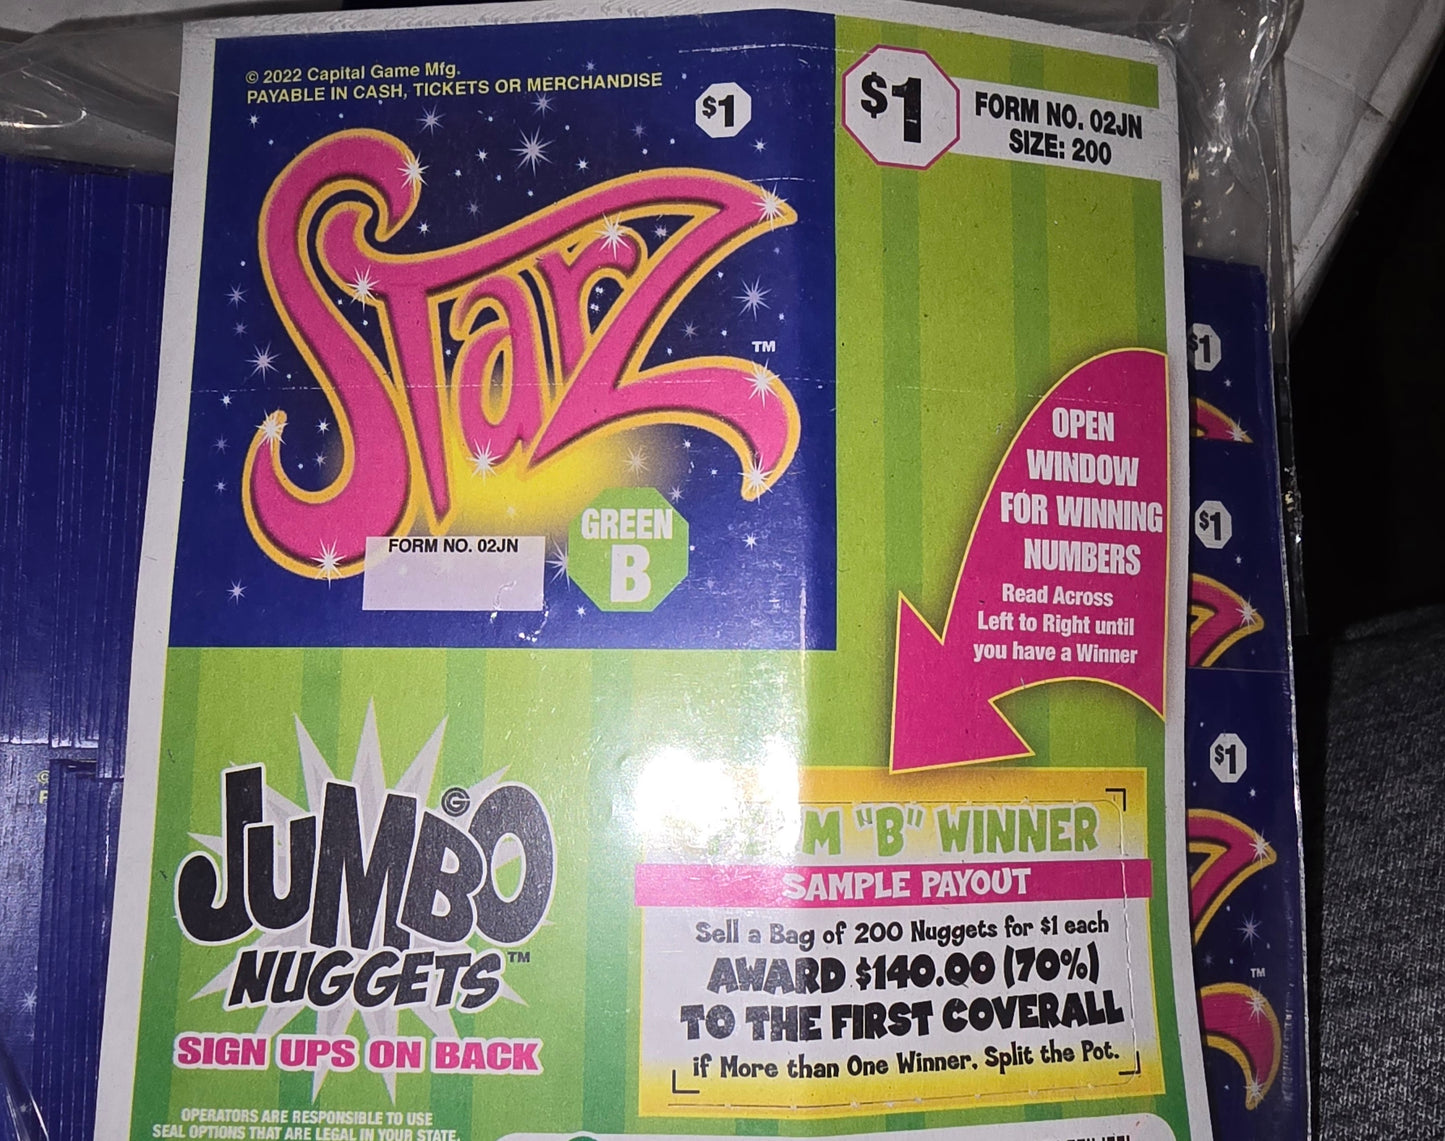 © 2022 Capital Game Mfg.
PAYABLE IN CASH, TICKETS OR MERCHANDISE
$1
$1
FORM NO. 02JN
SIZE: 200
Starz
TM
FORM NO. 02JN
GREEN
B
OPEN
WINDOW
FOR WINNING
NUMBERS
Read Across
Left to Right until
you have a Winner
$1
$1
$1
TM
JUMBO
NUGGETS™
SIGN UPS ON BACK
OPERATORS ARE RESPONSIBLE TO USE
SEAL OPTIONS THAT ARE LEGAL IN YOUR STATE.
"B" WINNER
SAMPLE PAYOUT
Sell a Bag of 200 Nuggets for $1 each
AWARD $140.00 (70%)
TO THE FIRST COVERALL
if More than One Winner, Split the Pot.